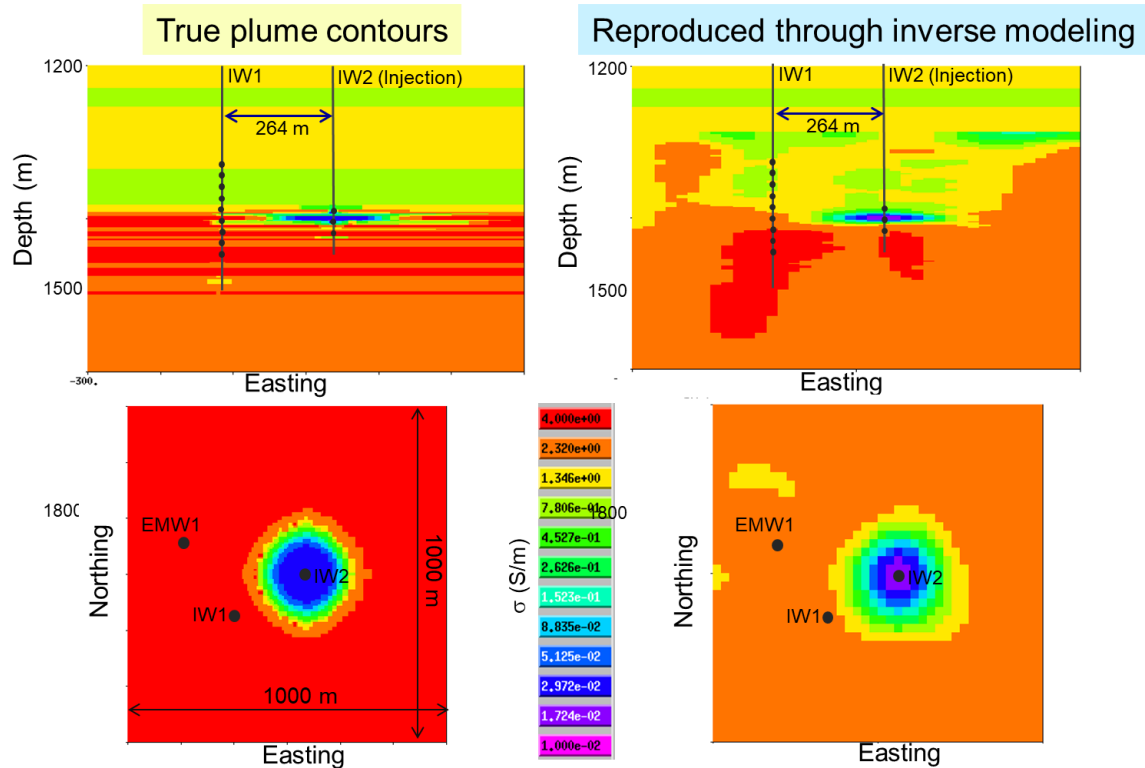 True plume contours
Reproduced through inverse modeling
1200
IW1
IW2 (Injection)
264 m
Depth (m)
1500
-300.
Easting
1200
IW1
IW2 (Injection)
264 m
Depth (m)
1500
Easting
1800
EMW1
IW2
IW1
Northing
1000 m
1000 m
Easting
σ (S/m)
4.000e+00
2.320e+00
1.346e+00
7.806e-01
4.527e-01
2.626e-01
1.523e-01
8.835e-02
5.125e-02
2.972e-02
1.724e-02
1.000e-02
1800
EMW1
IW2
IW1
Northing
Easting